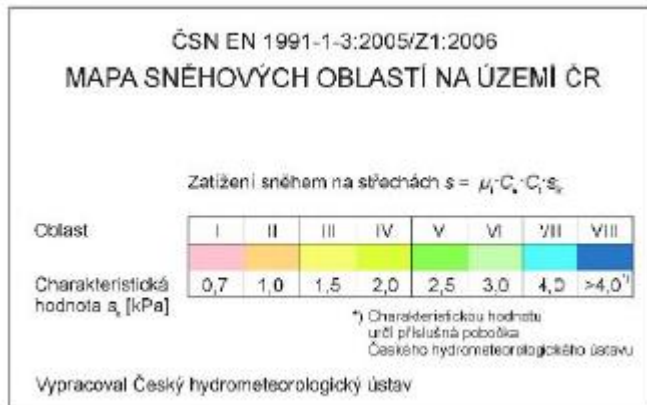 ČSN EN 1991-1-3:2005/Z1:2006
MAPA SNĚHOVÝCH OBLASTÍ NA ÚZEMÍ ČR
Zatížení sněhem na střechách s = μᵢ·Cₑ·Cₜ·sₖ
Oblast I II III IV V VI VII VIII
Charakteristická 0,7 1,0 1,5 2,0 2,5 3,0 4,0 >4,0*)
hodnota sₖ [kPa]
*) Charakteristickou hodnotu
určí příslušná pobočka
Českého hydrometeorologického ústavu
Vypracoval Český hydrometeorologický ústav